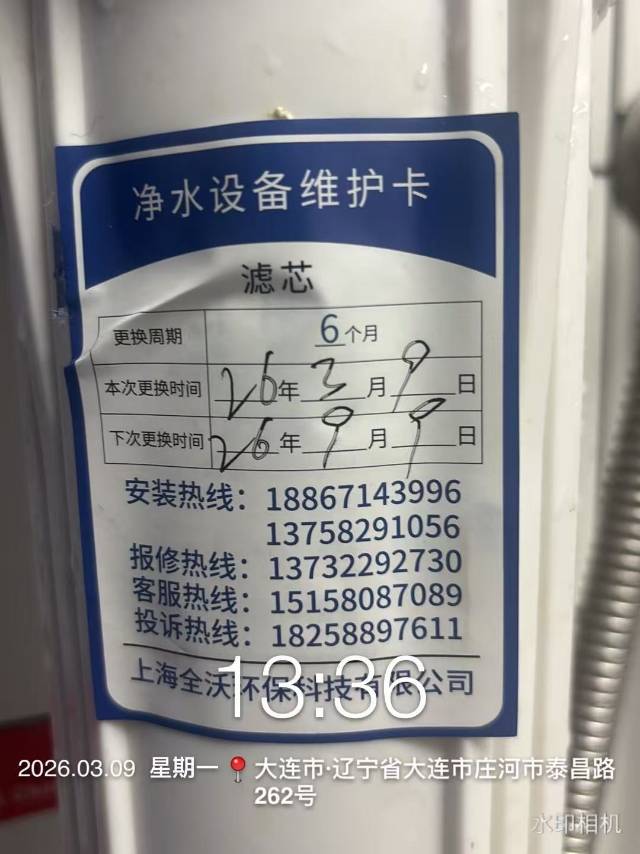 净水设备维护卡
滤芯
更换周期 6个月
本次更换时间 26年3月9日
下次更换时间 26年9月9日
安装热线：18867143996
13758291056
报修热线：13732292730
客服热线：15158087089
投诉热线：18258897611
上海全沃环保科技有限公司
13:36
2026.03.09 星期一 大连市·辽宁省大连市庄河市泰昌路
262号
水印相机